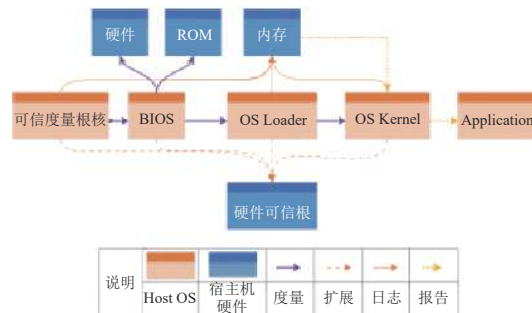 硬件
ROM
内存
可信度量根核
BIOS
OS Loader
OS Kernel
Application
硬件可信根
说明
Host OS
宿主机
硬件
度量
扩展
日志
报告